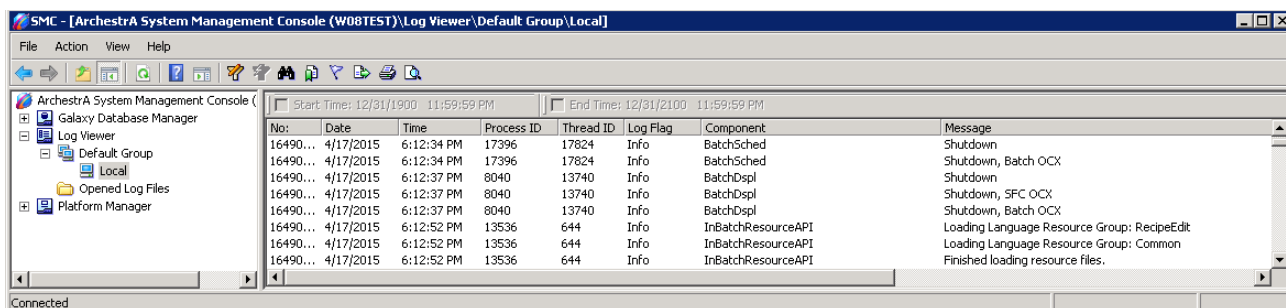 SMC - [ArchestrA System Management Console (W08TEST)\Log Viewer\Default Group\Local]
File Action View Help
ArchestrA System Management Console (
Galaxy Database Manager
Log Viewer
Default Group
Local
Opened Log Files
Platform Manager
Start Time: 12/31/1900 11:59:59 PM End Time: 12/31/2100 11:59:59 PM
No: Date Time Process ID Thread ID Log Flag Component Message
16490... 4/17/2015 6:12:34 PM 17396 17824 Info BatchSched Shutdown
16490... 4/17/2015 6:12:34 PM 17396 17824 Info BatchSched Shutdown, Batch OCX
16490... 4/17/2015 6:12:37 PM 8040 13740 Info BatchDspl Shutdown
16490... 4/17/2015 6:12:37 PM 8040 13740 Info BatchDspl Shutdown, SFC OCX
16490... 4/17/2015 6:12:37 PM 8040 13740 Info BatchDspl Shutdown, Batch OCX
16490... 4/17/2015 6:12:52 PM 13536 644 Info InBatchResourceAPI Loading Language Resource Group: RecipeEdit
16490... 4/17/2015 6:12:52 PM 13536 644 Info InBatchResourceAPI Loading Language Resource Group: Common
16490... 4/17/2015 6:12:52 PM 13536 644 Info InBatchResourceAPI Finished loading resource files.
Connected